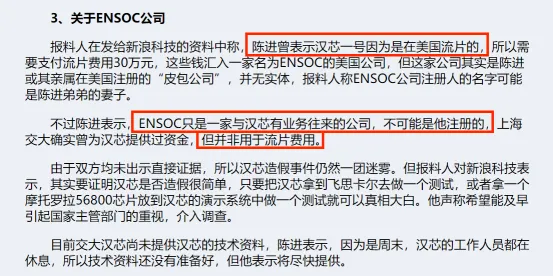 3、关于ENSOC公司
报料人在发给新浪科技的资料中称，陈进曾表示汉芯一号因为是在美国流片的，所以需
要支付流片费用30万元，这些钱汇入一家名为ENSOC的美国公司，但这家公司其实是陈进
或其亲属在美国注册的“皮包公司”，并无实体，报料人称ENSOC公司注册人的名字可能
是陈进弟弟的妻子。
不过陈进表示，ENSOC只是一家与汉芯有业务往来的公司，不可能是他注册的，上海
交大确实曾为汉芯提供过资金，但并非用于流片费用。
由于双方均未出示直接证据，所以汉芯造假事件仍然一团迷雾。但报料人对新浪科技表
示，其实要证明汉芯是否造假很简单，只要把汉芯拿到飞思卡尔去做一个测试，或者拿一个
摩托罗拉56800芯片放到汉芯的演示系统中做一个测试就可以真相大白。他声称希望能及早
引起国家主管部门的重视，介入调查。
目前交大汉芯尚未提供汉芯的技术资料，陈进表示，因为是周末，汉芯的工作人员都在
休息，所以技术资料还没有准备好，但他表示将尽快提供。